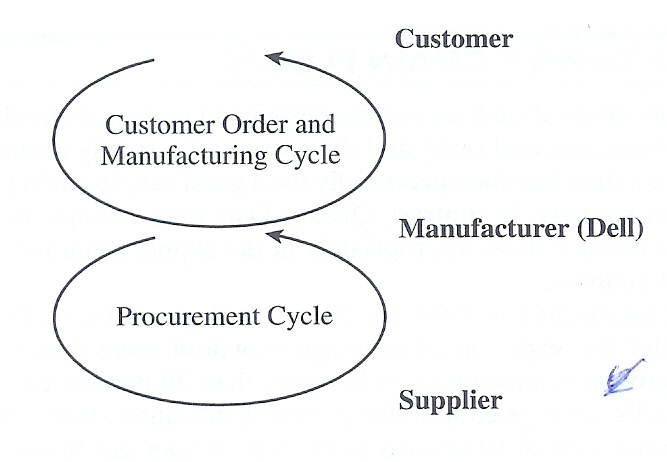 Customer
Customer Order and
Manufacturing Cycle
Manufacturer (Dell)
Procurement Cycle
Supplier